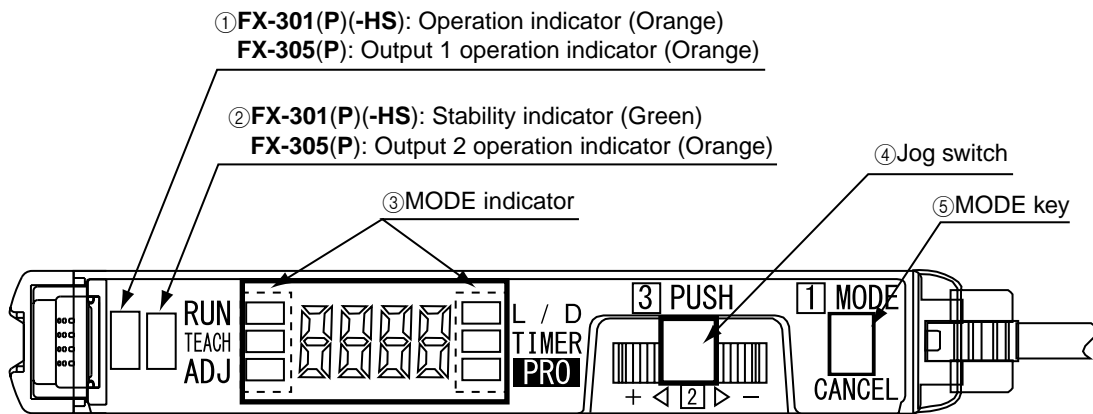 ①FX-301(P)(-HS): Operation indicator (Orange)
FX-305(P): Output 1 operation indicator (Orange)
②FX-301(P)(-HS): Stability indicator (Green)
FX-305(P): Output 2 operation indicator (Orange)
④Jog switch
③MODE indicator
⑤MODE key
RUN
TEACH
ADJ
8888
L / D
TIMER
PRO
3 PUSH
+ ◁ 2 ▷ −
1 MODE
CANCEL